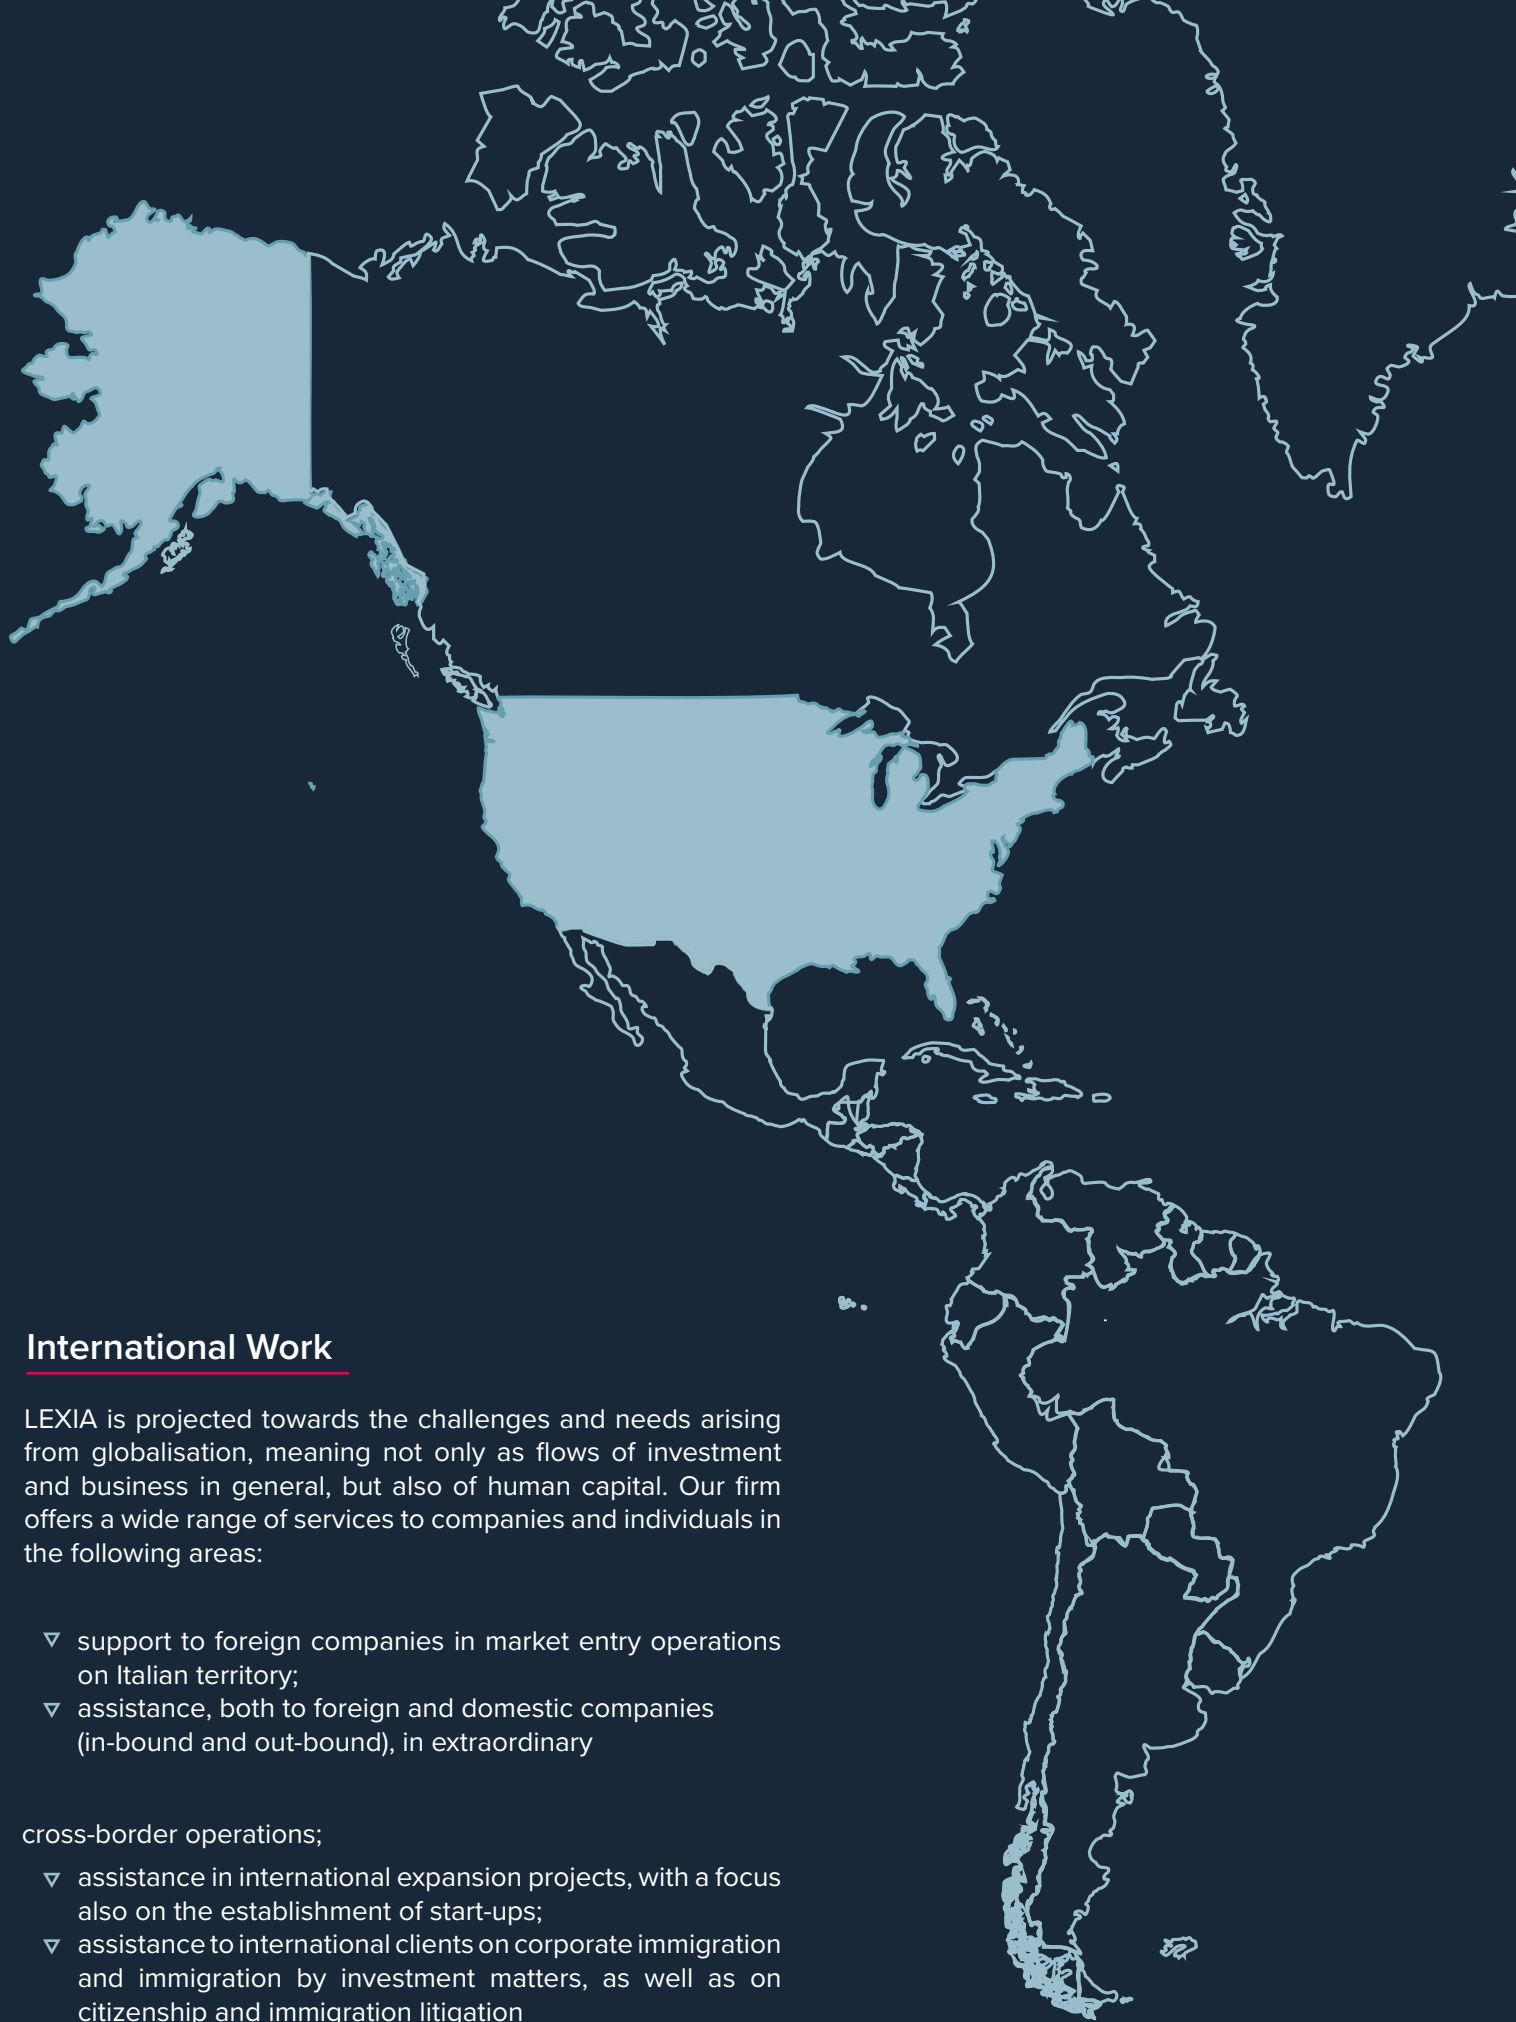 International Work
LEXIA is projected towards the challenges and needs arising
from globalisation, meaning not only as flows of investment
and business in general, but also of human capital. Our firm
offers a wide range of services to companies and individuals in
the following areas:
support to foreign companies in market entry operations
on Italian territory;
assistance, both to foreign and domestic companies
(in-bound and out-bound), in extraordinary
cross-border operations;
assistance in international expansion projects, with a focus
also on the establishment of start-ups;
assistance to international clients on corporate immigration
and immigration by investment matters, as well as on
citizenship and immigration litigation